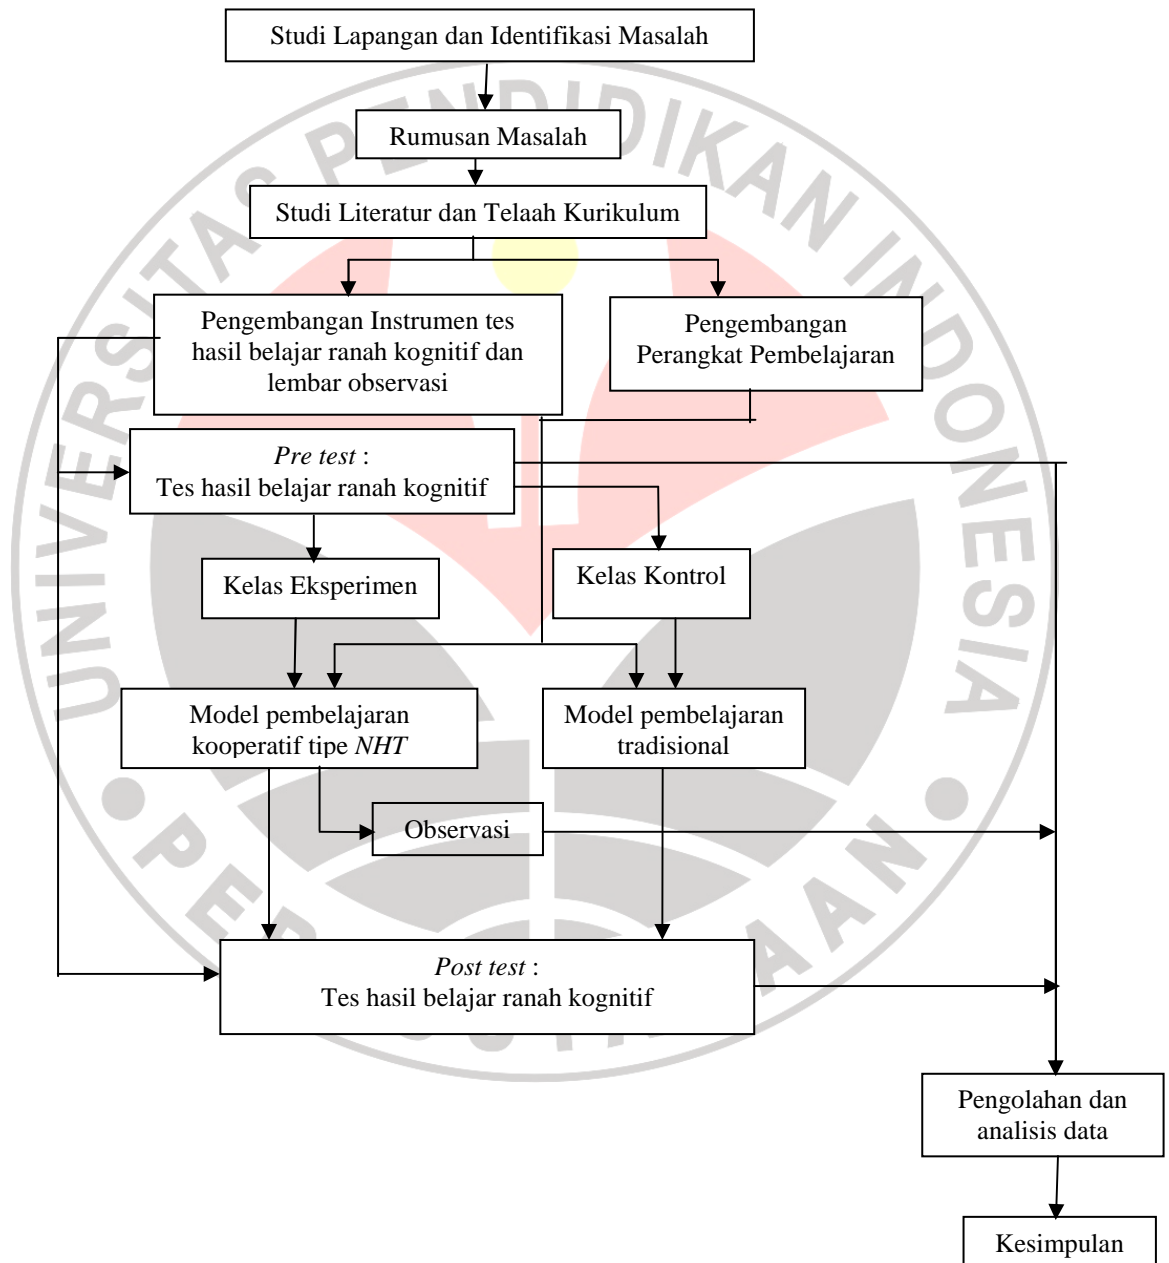 Studi Lapangan dan Identifikasi Masalah
Rumusan Masalah
Studi Literatur dan Telaah Kurikulum
Pengembangan Instrumen tes
hasil belajar ranah kognitif dan
lembar observasi
Pengembangan
Perangkat Pembelajaran
Pre test :
Tes hasil belajar ranah kognitif
Kelas Eksperimen
Kelas Kontrol
Model pembelajaran
kooperatif tipe NHT
Model pembelajaran
tradisional
Observasi
Post test :
Tes hasil belajar ranah kognitif
Pengolahan dan
analisis data
Kesimpulan
UNIVERSITAS PENDIDIKAN INDONESIA